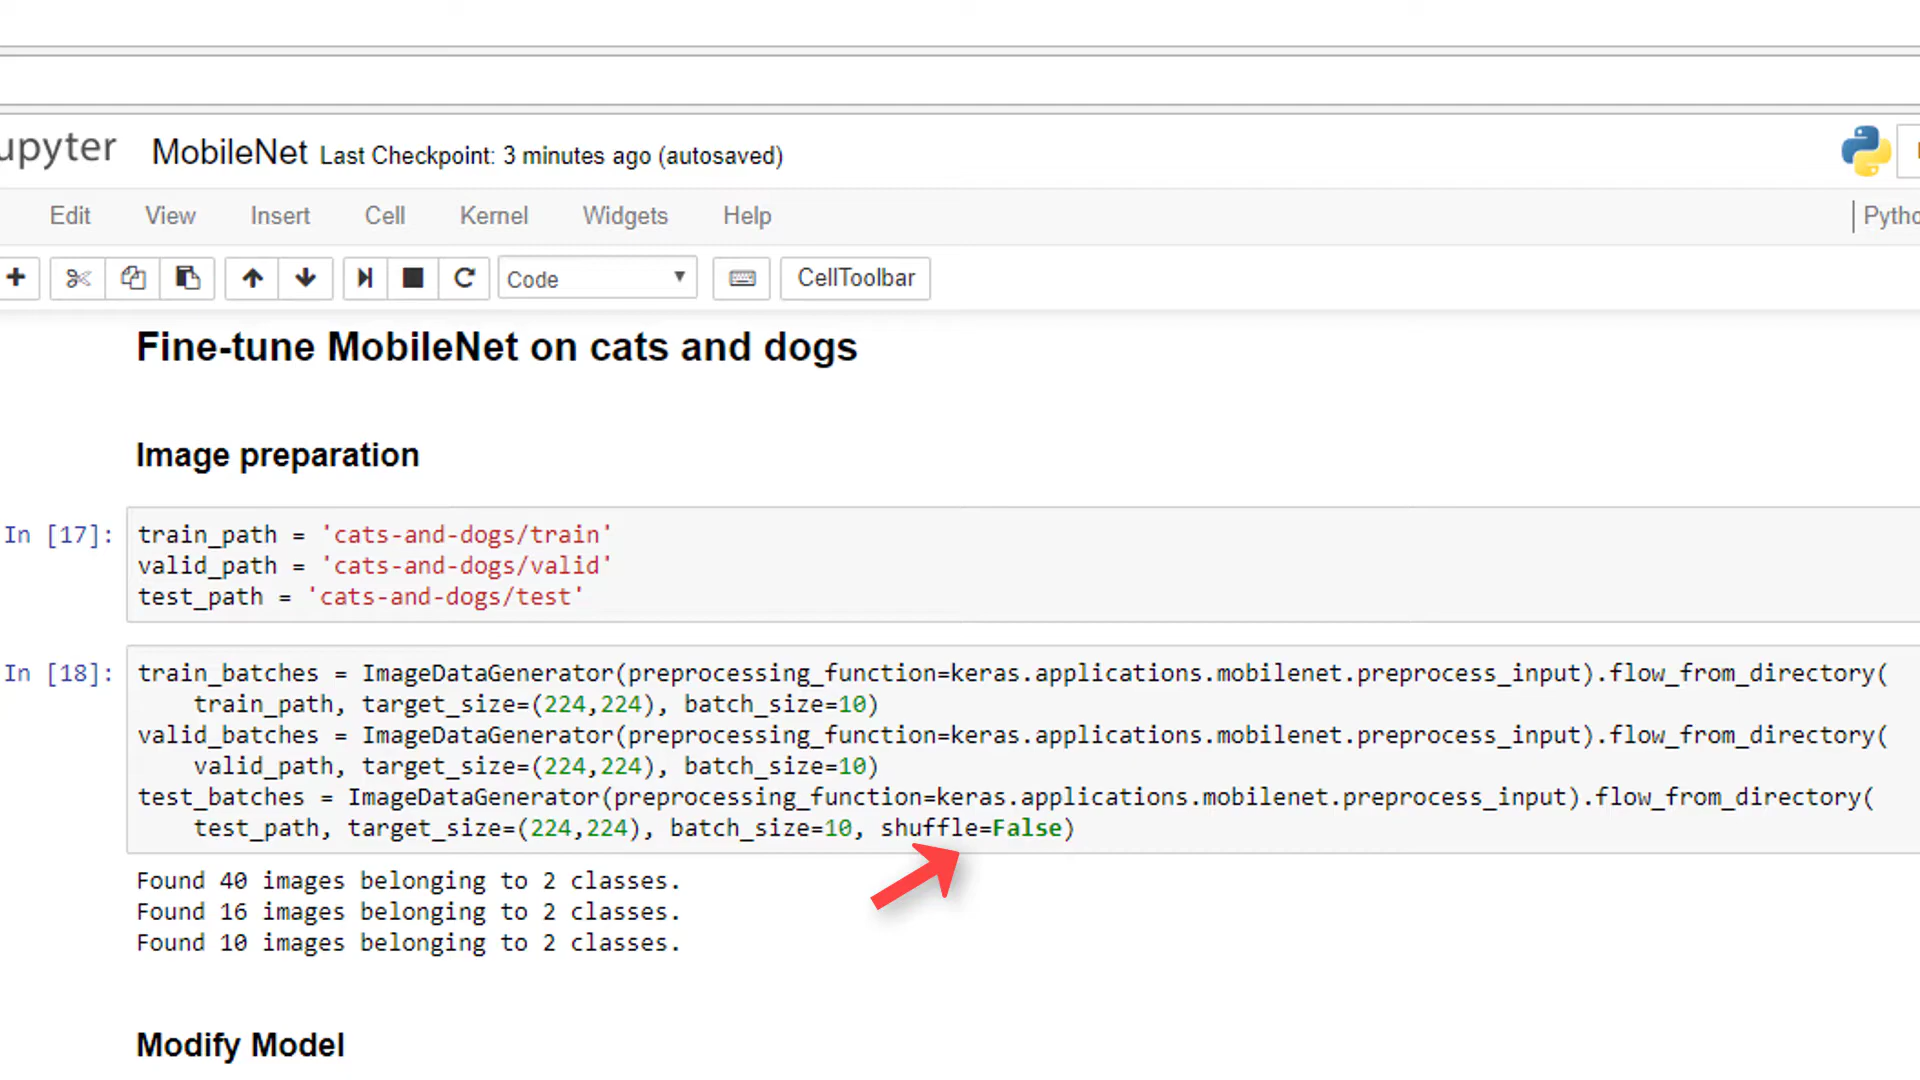 upyter MobileNet Last Checkpoint: 3 minutes ago (autosaved)
Edit View Insert Cell Kernel Widgets Help
Code CellToolbar
Fine-tune MobileNet on cats and dogs
Image preparation
In [17]: train_path = 'cats-and-dogs/train'
valid_path = 'cats-and-dogs/valid'
test_path = 'cats-and-dogs/test'
In [18]: train_batches = ImageDataGenerator(preprocessing_function=keras.applications.mobilenet.preprocess_input).flow_from_directory(
train_path, target_size=(224,224), batch_size=10)
valid_batches = ImageDataGenerator(preprocessing_function=keras.applications.mobilenet.preprocess_input).flow_from_directory(
valid_path, target_size=(224,224), batch_size=10)
test_batches = ImageDataGenerator(preprocessing_function=keras.applications.mobilenet.preprocess_input).flow_from_directory(
test_path, target_size=(224,224), batch_size=10, shuffle=False)
Found 40 images belonging to 2 classes.
Found 16 images belonging to 2 classes.
Found 10 images belonging to 2 classes.
Modify Model